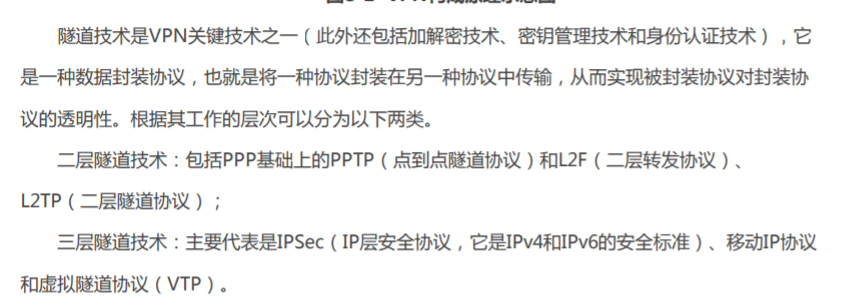 隧道技术是VPN关键技术之一（此外还包括加解密技术、密钥管理技术和身份认证技术），它
是一种数据封装协议，也就是将一种协议封装在另一种协议中传输，从而实现被封装协议对封装协
议的透明性。根据其工作的层次可以分为以下两类。
二层隧道技术：包括PPP基础上的PPTP（点到点隧道协议）和L2F（二层转发协议）、
L2TP（二层隧道协议）；
三层隧道技术：主要代表是IPSec（IP层安全协议，它是IPv4和IPv6的安全标准）、移动IP协议
和虚拟隧道协议（VTP）。